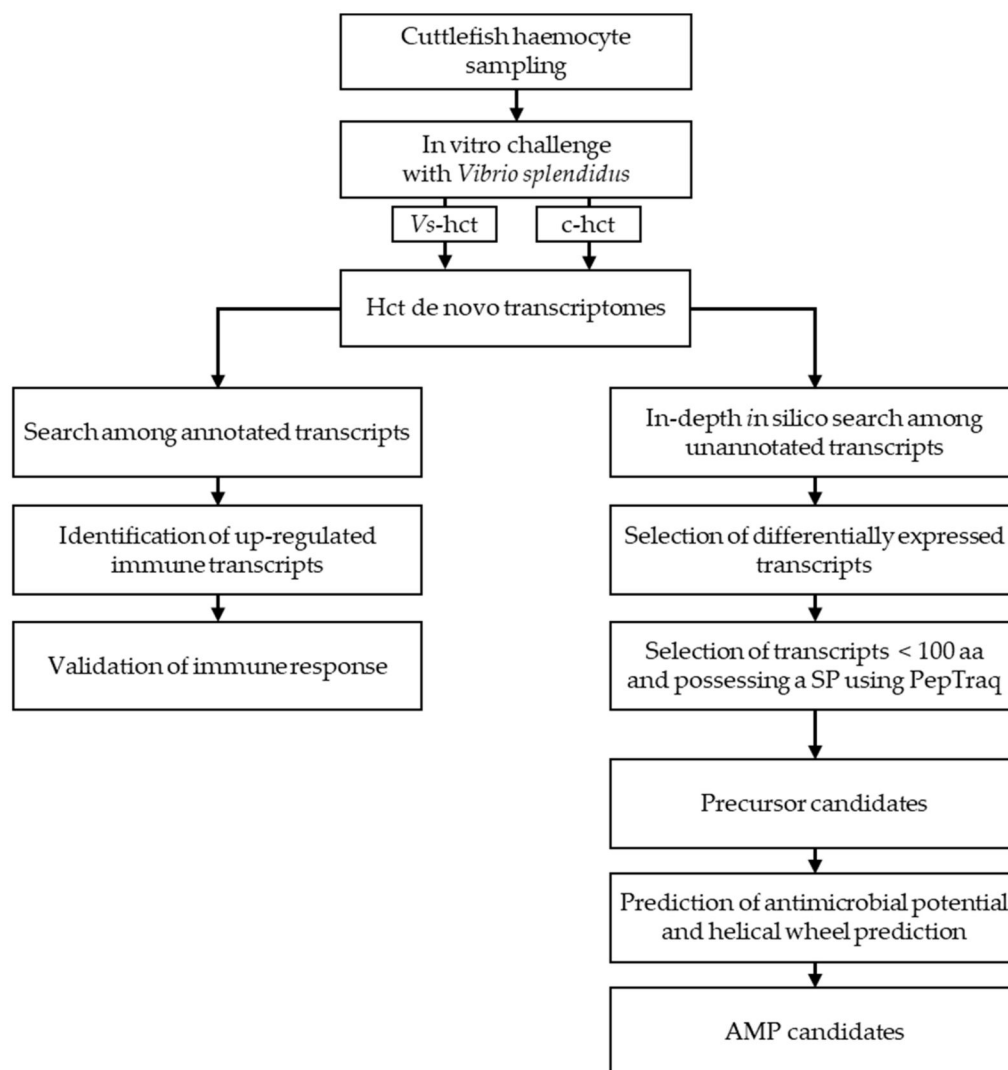 Cuttlefish haemocyte
sampling
In vitro challenge
with Vibrio splendidus
Vs-hct
c-hct
Hct de novo transcriptomes
Search among annotated transcripts
Identification of up-regulated
immune transcripts
Validation of immune response
In-depth in silico search among
unannotated transcripts
Selection of differentially expressed
transcripts
Selection of transcripts < 100 aa
and possessing a SP using PepTraq
Precursor candidates
Prediction of antimicrobial potential
and helical wheel prediction
AMP candidates